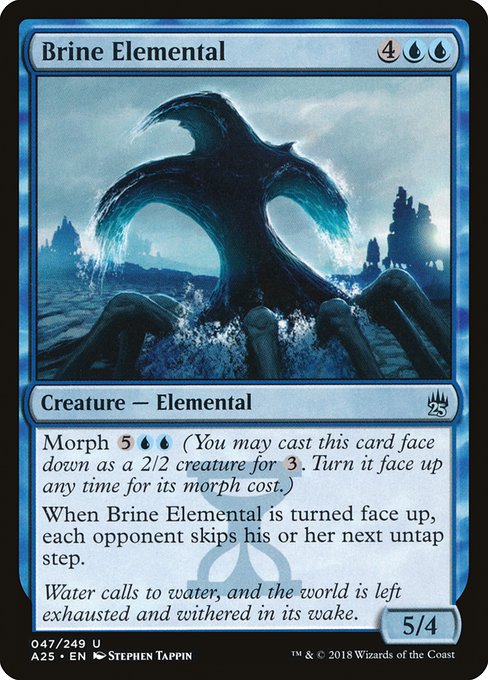 Brine Elemental 4
Creature — Elemental
25
Morph 5 (You may cast this card face
down as a 2/2 creature for 3. Turn it face up
any time for its morph cost.)
When Brine Elemental is turned face up,
each opponent skips his or her next untap
step.
Water calls to water, and the world is left
exhausted and withered in its wake.
5/4
047/249 U
A25 • EN Stephen Tappin
™ & © 2018 Wizards of the Coast